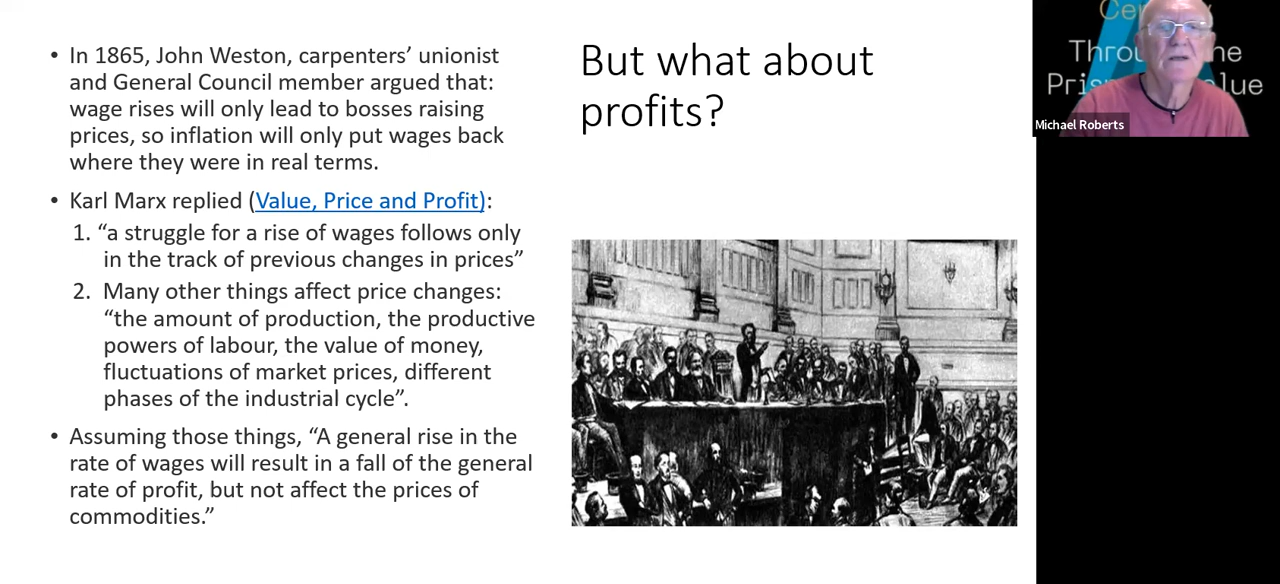 • In 1865, John Weston, carpenters’ unionist
and General Council member argued that:
wage rises will only lead to bosses raising
prices, so inflation will only put wages back
where they were in real terms.
• Karl Marx replied (Value, Price and Profit):
1. “a struggle for a rise of wages follows only
in the track of previous changes in prices”
2. Many other things affect price changes:
“the amount of production, the productive
powers of labour, the value of money,
fluctuations of market prices, different
phases of the industrial cycle”.
• Assuming those things, “A general rise in the
rate of wages will result in a fall of the general
rate of profit, but not affect the prices of
commodities.”
But what about
profits?
Michael Roberts